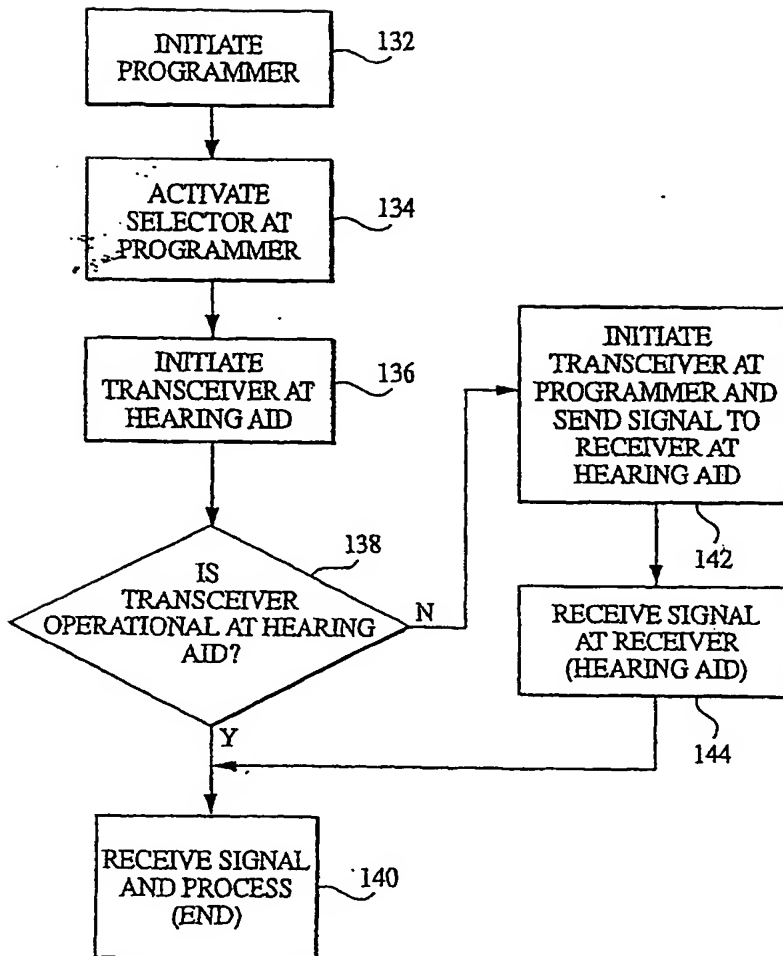 INITIATE
PROGRAMMER
132
ACTIVATE
SELECTOR AT
PROGRAMMER
134
INITIATE
TRANSCEIVER AT
HEARING AID
136
IS
TRANSCEIVER
OPERATIONAL AT HEARING
AID?
138
N
Y
INITIATE
TRANSCEIVER AT
PROGRAMMER AND
SEND SIGNAL TO
RECEIVER AT
HEARING AID
142
RECEIVE SIGNAL
AT RECEIVER
(HEARING AID)
144
RECEIVE SIGNAL
AND PROCESS
(END)
140